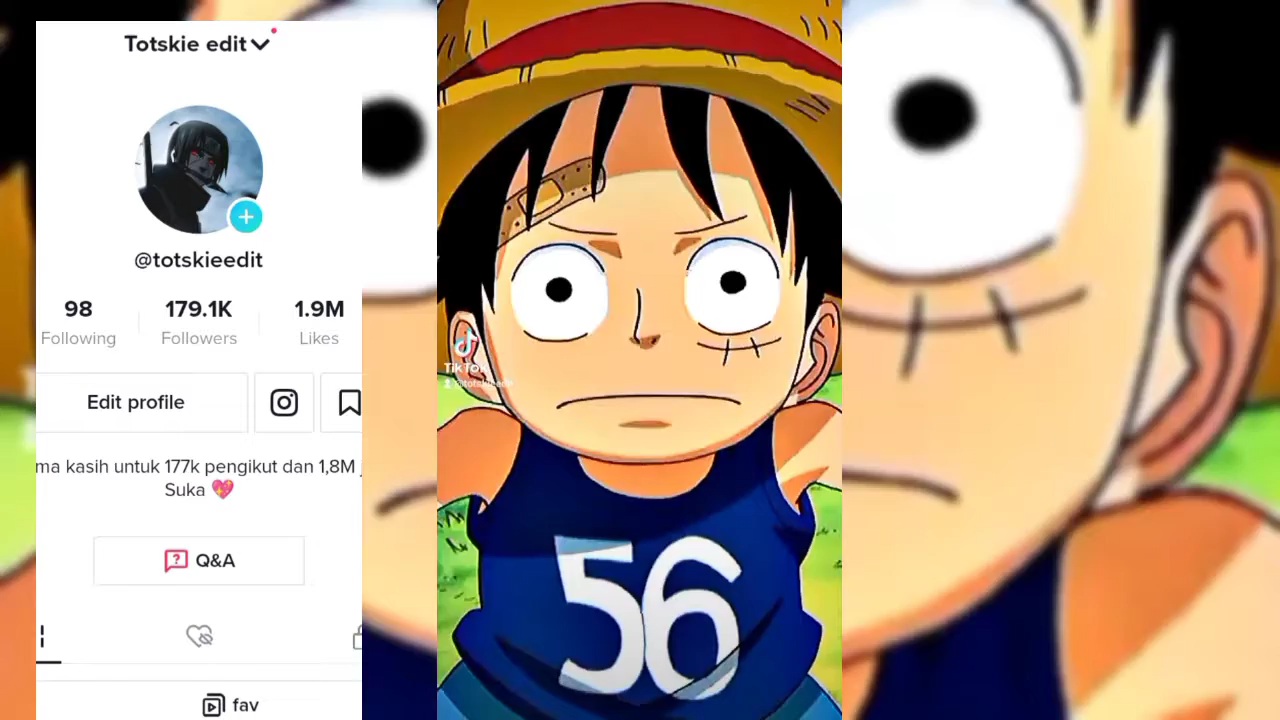 Totskie edit
@totskieedit
98 179.1K 1.9M
Following Followers Likes
Edit profile
ma kasih untuk 177k pengikut dan 1,8M
Suka 💖
Q&A
fav
TikTok
56